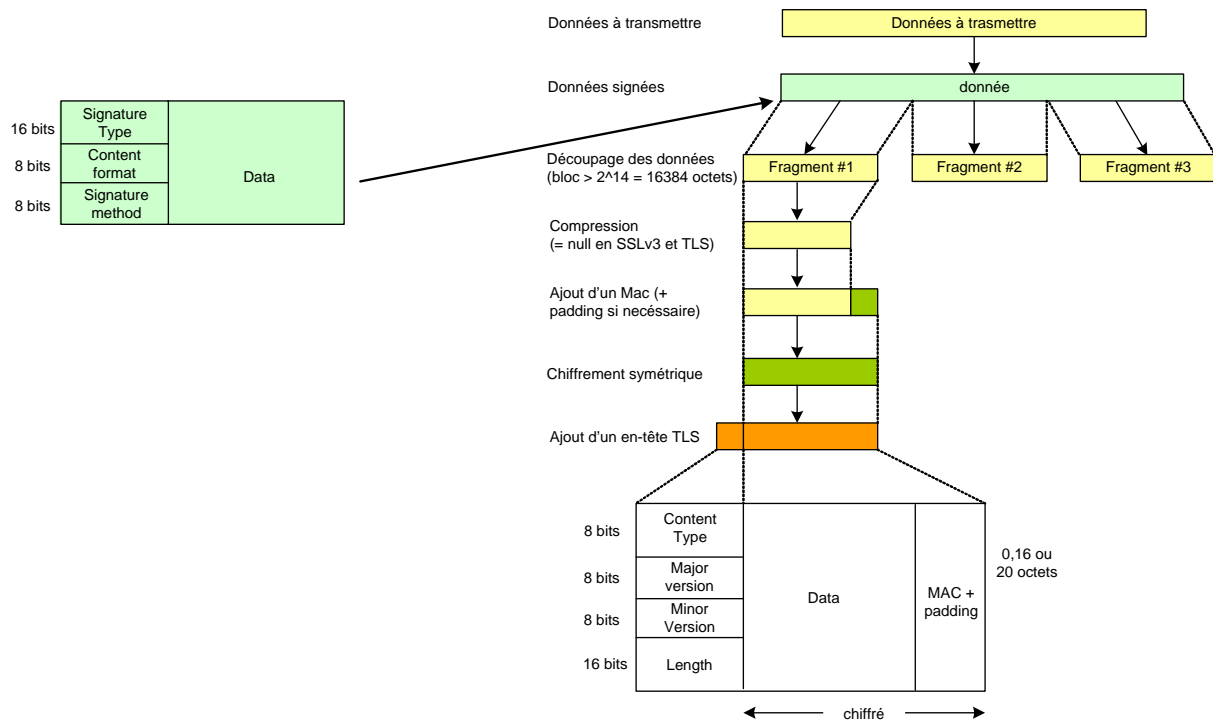 Données à transmettre
Données à trasmettre
Données signées
donnée
16 bits
Signature
Type
8 bits
Content
format
8 bits
Signature
method
Data
Découpage des données
(bloc > 2^14 = 16384 octets)
Fragment #1
Fragment #2
Fragment #3
Compression
(= null en SSLv3 et TLS)
Ajout d'un Mac (+
padding si necéssaire)
Chiffrement symétrique
Ajout d'un en-tête TLS
8 bits
Content
Type
8 bits
Major
version
8 bits
Minor
Version
16 bits
Length
Data
MAC +
padding
0,16 ou
20 octets
chiffré